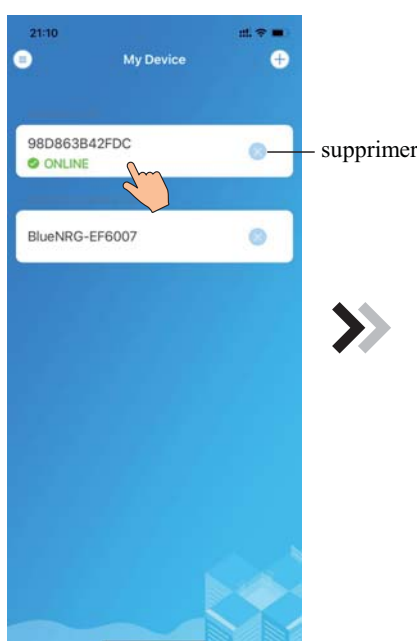 21:10
My Device
98D863B42FDC
ONLINE
supprimer
BlueNRG-EF6007